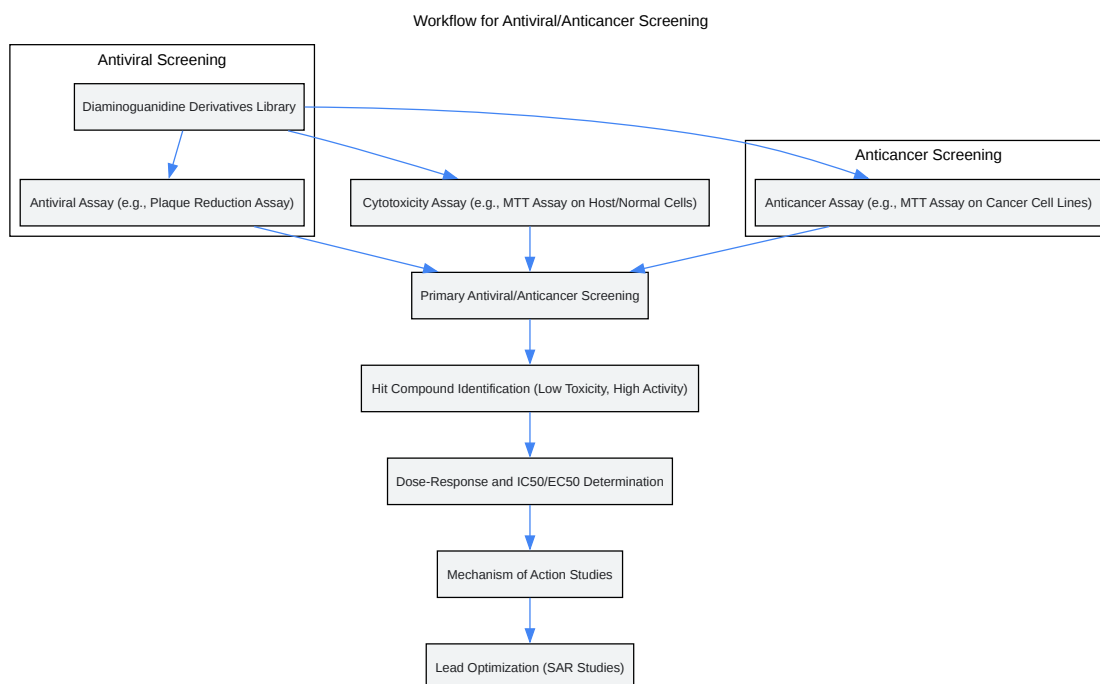 Workflow for Antiviral/Anticancer Screening
Antiviral Screening
Diaminoguanidine Derivatives Library
Anticancer Screening
Antiviral Assay (e.g., Plaque Reduction Assay)
Cytotoxicity Assay (e.g., MTT Assay on Host/Normal Cells)
Anticancer Assay (e.g., MTT Assay on Cancer Cell Lines)
Primary Antiviral/Anticancer Screening
Hit Compound Identification (Low Toxicity, High Activity)
Dose-Response and IC50/EC50 Determination
Mechanism of Action Studies
Lead Optimization (SAR Studies)